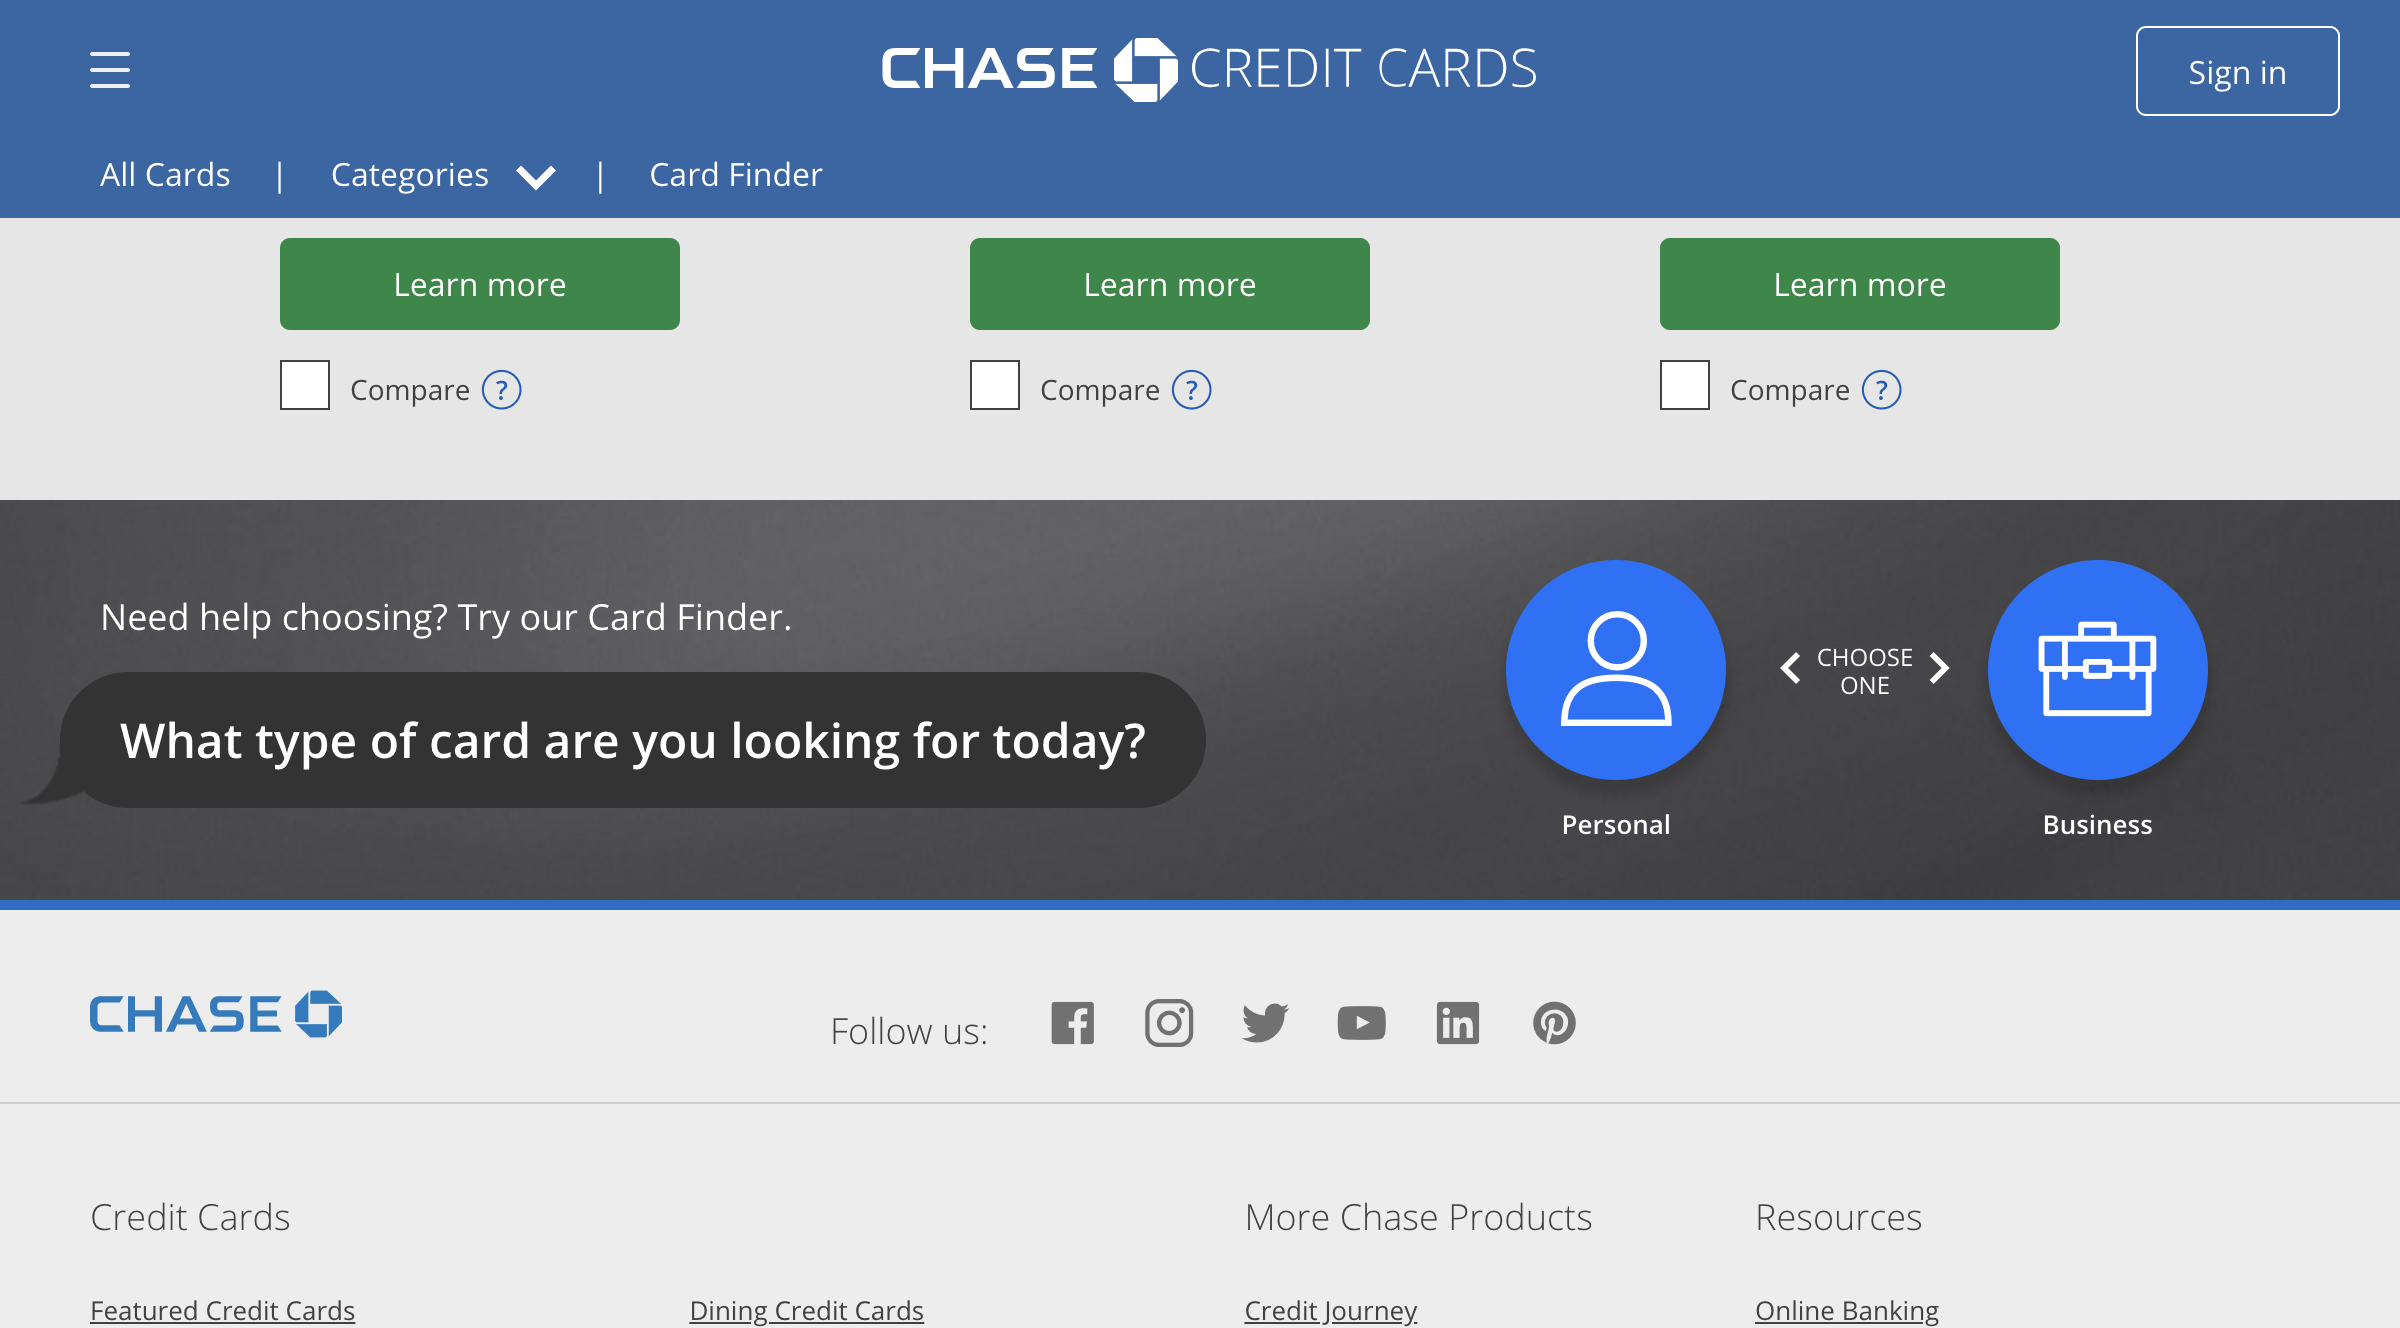 CHASE CREDIT CARDS
Sign in
All Cards | Categories | Card Finder
Learn more
Learn more
Learn more
Compare ?
Compare ?
Compare ?
Need help choosing? Try our Card Finder.
What type of card are you looking for today?
Personal
CHOOSE
ONE
Business
CHASE
Follow us:
Credit Cards
More Chase Products
Resources
Featured Credit Cards
Dining Credit Cards
Credit Journey
Online Banking